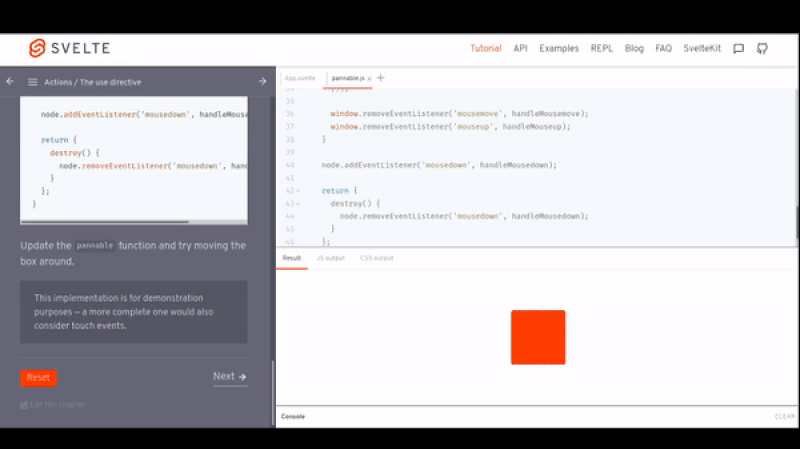 SVELTE
Tutorial API Examples REPL Blog FAQ SvelteKit
Actions / The use directive
node.addEventListener('mousedown', handleMouse
return {
destroy() {
node.removeEventListener('mousedown', hand
}
};
}
Update the pannable function and try moving the
box around.
This implementation is for demonstration
purposes — a more complete one would also
consider touch events.
Reset
Next
Edit this chapter
App.svelte pannable.js x +
35
36 window.removeEventListener('mousemove', handleMousemove);
37 window.removeEventListener('mouseup', handleMouseup);
38 }
39
40 node.addEventListener('mousedown', handleMousedown);
41
42 return {
43 destroy() {
44 node.removeEventListener('mousedown', handleMousedown);
45 }
46 };
Result JS output CSS output
Console CLEAR